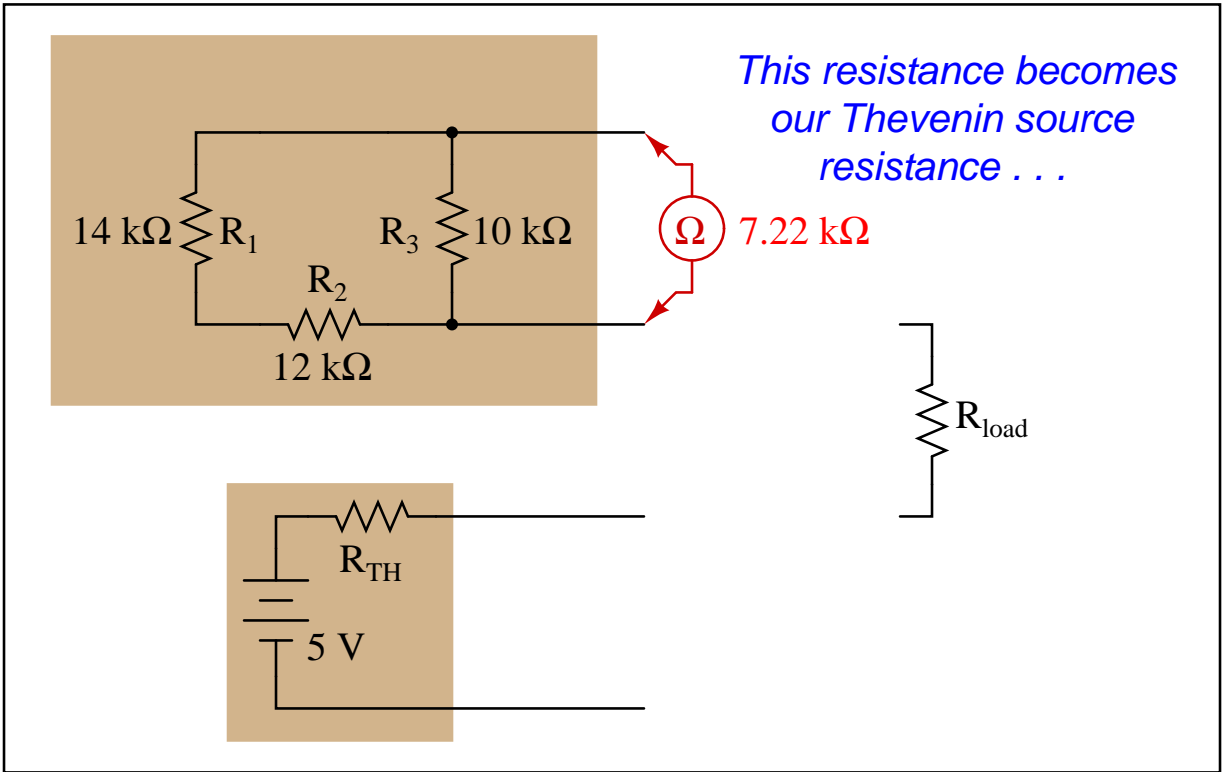 This resistance becomes
our Thevenin source
resistance . . .
14 kΩ R1 R3 10 kΩ Ω 7.22 kΩ
R2
12 kΩ
Rload
RTH
5 V